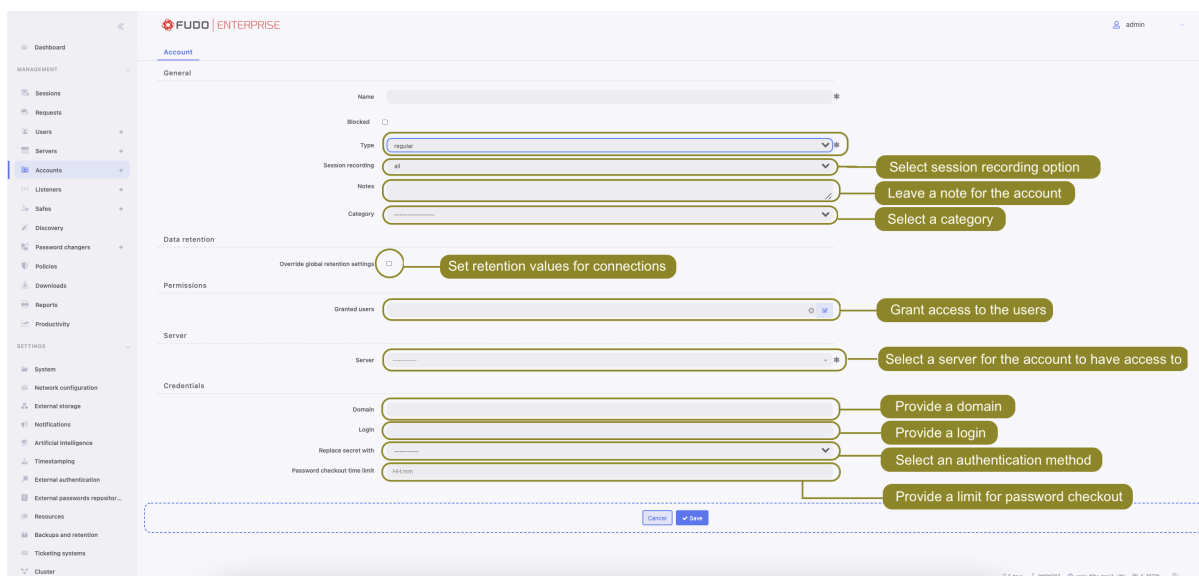 FUDO ENTERPRISE
admin
Dashboard
MANAGEMENT
Sessions
Requests
Users
Servers
Accounts
Listeners
Safes
Discovery
Password changers
Policies
Downloads
Reports
Productivity
SETTINGS
System
Network configuration
External storage
Notifications
Artificial Intelligence
Timestamping
External authentication
External passwords repositor...
Resources
Backups and retention
Ticketing systems
Cluster
Account
General
Name
Blocked
Type regular
Session recording all
Select session recording option
Notes
Leave a note for the account
Category ---------------
Select a category
Data retention
Override global retention settings
Set retention values for connections
Permissions
Granted users
Grant access to the users
Server
Server ---------
Select a server for the account to have access to
Credentials
Domain
Provide a domain
Login
Provide a login
Replace secret with ---------
Select an authentication method
Password checkout time limit HH:mm
Provide a limit for password checkout
Cancel Save